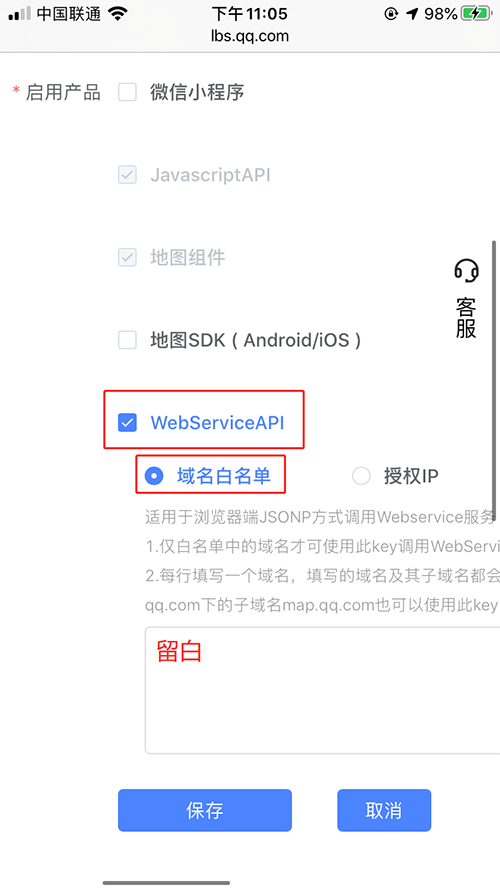 中国联通 下午11:05 98%
lbs.qq.com
* 启用产品 微信小程序
JavascriptAPI
地图组件
客服
地图SDK ( Android/iOS )
WebServiceAPI
域名白名单 授权IP
适用于浏览器端JSONP方式调用Webservice服务
1.仅白名单中的域名才可使用此key调用WebServi
2.每行填写一个域名，填写的域名及其子域名都会
qq.com下的子域名map.qq.com也可以使用此key
留白
保存 取消